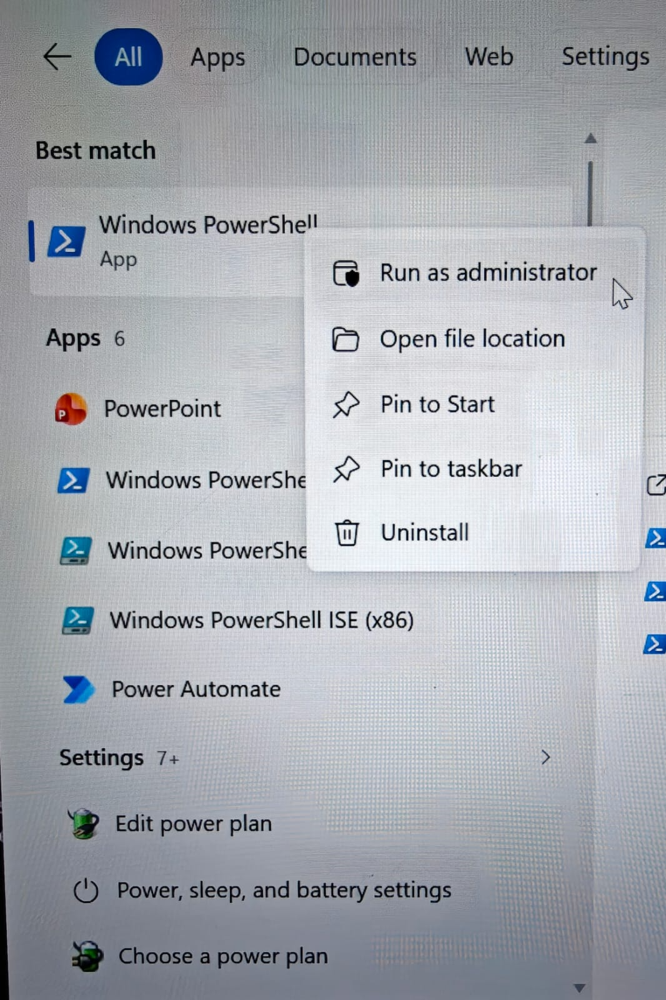 All Apps Documents Web Settings
Best match
Windows PowerShell
App
Run as administrator
Apps 6
Open file location
PowerPoint
Pin to Start
Windows PowerShe
Pin to taskbar
Windows PowerShe
Uninstall
Windows PowerShell ISE (x86)
Power Automate
Settings 7+
Edit power plan
Power, sleep, and battery settings
Choose a power plan